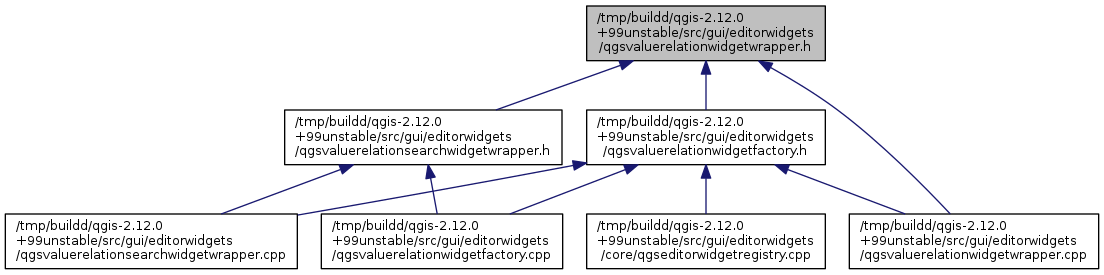 /tmp/buildd/qgis-2.12.0
+99unstable/src/gui/editorwidgets
/qgsvaluerelationwidgetwrapper.h
/tmp/buildd/qgis-2.12.0
+99unstable/src/gui/editorwidgets
/qgsvaluerelationsearchwidgetwrapper.h
/tmp/buildd/qgis-2.12.0
+99unstable/src/gui/editorwidgets
/qgsvaluerelationwidgetfactory.h
/tmp/buildd/qgis-2.12.0
+99unstable/src/gui/editorwidgets
/qgsvaluerelationsearchwidgetwrapper.cpp
/tmp/buildd/qgis-2.12.0
+99unstable/src/gui/editorwidgets
/qgsvaluerelationwidgetfactory.cpp
/tmp/buildd/qgis-2.12.0
+99unstable/src/gui/editorwidgets
/core/qgseditorwidgetregistry.cpp
/tmp/buildd/qgis-2.12.0
+99unstable/src/gui/editorwidgets
/qgsvaluerelationwidgetwrapper.cpp